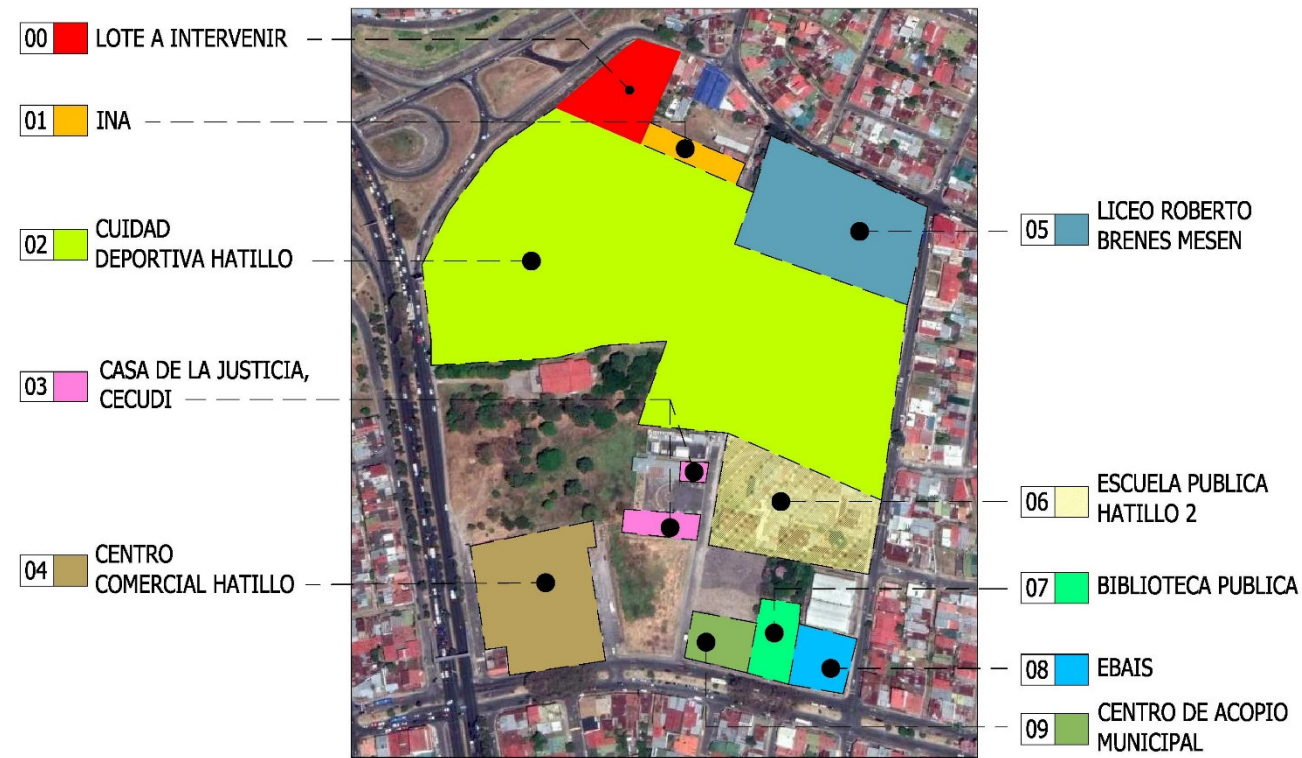 00 LOTE A INTERVENIR
01 INA
02 CUIDAD
DEPORTIVA HATILLO
03 CASA DE LA JUSTICIA,
CECUDI
04 CENTRO
COMERCIAL HATILLO
05 LICEO ROBERTO
BRENES MESEN
06 ESCUELA PUBLICA
HATILLO 2
07 BIBLIOTECA PUBLICA
08 EBAIS
09 CENTRO DE ACOPIO
MUNICIPAL